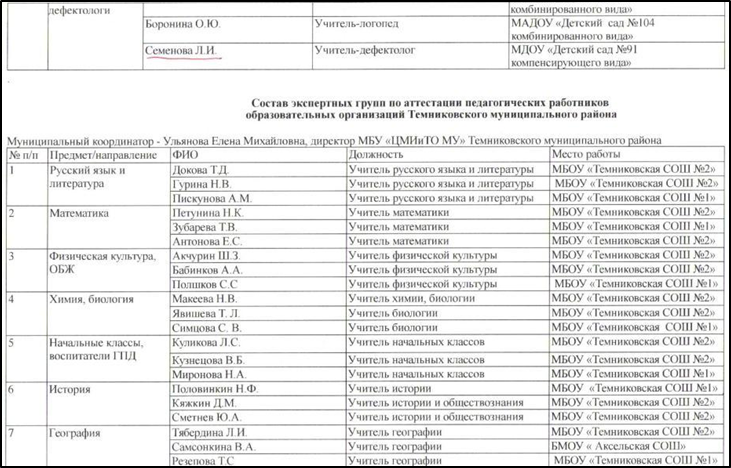 дефектологи комбинированного вида»
Боронина О.Ю. Учитель-логопед МАДОУ «Детский сад №104
комбинированного вида»
Семенова Л.И. Учитель-дефектолог МДОУ «Детский сад №91
компенсирующего вида»
Состав экспертных групп по аттестации педагогических работников
образовательных организаций Темниковского муниципального района
Муниципальный координатор - Ульянова Елена Михайловна, директор МБУ «ЦМИиТО МУ» Темниковского муниципального района
№ п/п Предмет/направление ФИО Должность Место работы
1 Русский язык и Докова Т.Д. Учитель русского языка и литературы МБОУ «Темниковская СОШ №2»
литература Гурина Н.В. Учитель русского языка и литературы МБОУ «Темниковская СОШ №2»
Пискунова А.М. Учитель русского языка и литературы МБОУ «Темниковская СОШ №1»
2 Математика Петунина Н.К. Учитель математики МБОУ «Темниковская СОШ №2»
Зубарева Т.В. Учитель математики МБОУ «Темниковская СОШ №2»
Антонова Е.С. Учитель математики МБОУ «Темниковская СОШ №2»
3 Физическая культура, Акчурин Ш.З. Учитель физической культуры МБОУ «Темниковская СОШ №2»
ОБЖ Бабинков А.А. Учитель физической культуры МБОУ «Темниковская СОШ №2»
Полшков С.С Учитель физической культуры МБОУ «Темниковская СОШ №1»
4 Химия, биология Макеева Н.В. Учитель химии, биологии МБОУ «Темниковская СОШ №2»
Явишева Т. Л. Учитель биологии МБОУ «Темниковская СОШ №2»
Симцова С. В. Учитель биологии МБОУ «Темниковская СОШ №1»
5 Начальные классы, Куликова Л.С. Учитель начальных классов МБОУ «Темниковская СОШ №2»
воспитатели ГПД Кузнецова В.Б. Учитель начальных классов МБОУ «Темниковская СОШ №2»
Миронова Н.А. Учитель начальных классов МБОУ «Темниковская СОШ №1»
6 История Половинкин Н.Ф. Учитель истории МБОУ «Темниковская СОШ №1»
Кяжкин Д.М. Учитель истории и обществознания МБОУ «Темниковская СОШ №2»
Сметнев Ю.А. Учитель истории и обществознания МБОУ «Темниковская СОШ №2»
7 География Тябердина Л.И. Учитель географии МБОУ «Темниковская СОШ №2»
Самсонкина В.А. Учитель географии БМОУ « Аксельская СОШ»
Резепова Т.С Учитель географии МБОУ «Темниковская СОШ №1»